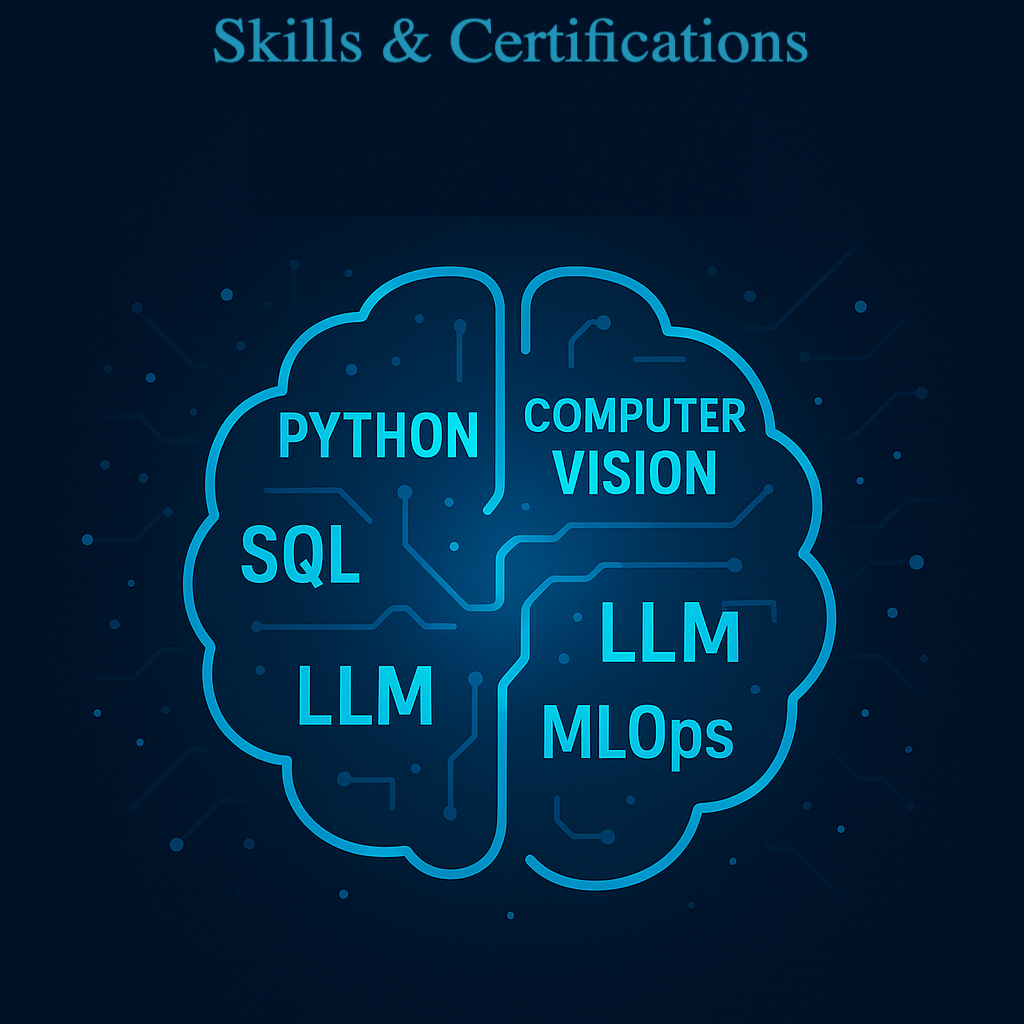 Skills & Certifications
PYTHON
COMPUTER
VISION
SQL
LLM
LLM
MLOps